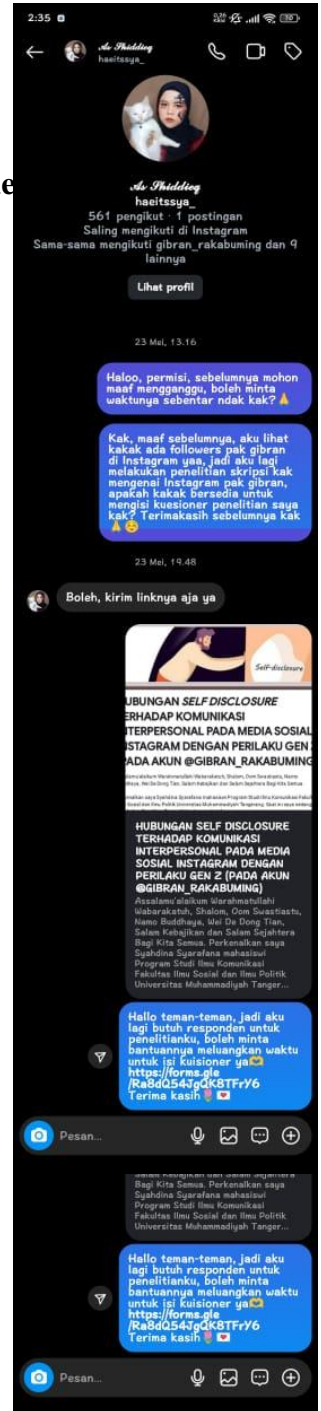 2:35
As Shiddieq
haeitssya_
As Shiddieq
haeitssya_
561 pengikut · 1 postingan
Saling mengikuti di Instagram
Sama-sama mengikuti gibran_rakabuming dan 9
lainnya
Lihat profil
23 Mei, 13.16
Haloo, permisi, sebelumnya mohon
maaf mengganggu, boleh minta
waktunya sebentar ndak kak?🙏
Kak, maaf sebelumnya, aku lihat
kakak ada followers pak gibran
di Instagram yaa, jadi aku lagi
melakukan penelitian skripsi kak
mengenai Instagram pak gibran,
apakah kakak bersedia untuk
mengisi kuesioner penelitian saya
kak? Terimakasih sebelumnya kak
🙏☺️
23 Mei, 19.48
Boleh, kirim linknya aja ya
Self-disclosure
UBUNGAN SELF DISCLOSURE
ERHADAP KOMUNIKASI
ITERPERSONAL PADA MEDIA SOSIAL
ISTAGRAM DENGAN PERILAKU GEN
PADA AKUN @GIBRAN_RAKABUMING
HUBUNGAN SELF DISCLOSURE
TERHADAP KOMUNIKASI
INTERPERSONAL PADA MEDIA
SOSIAL INSTAGRAM DENGAN
PERILAKU GEN Z (PADA AKUN
@GIBRAN_RAKABUMING)
Assalamu'alaikum Warahmatullahi
Wabarakatuh, Shalom, Oom Swastiastu,
Namo Buddhaya, Wei De Dong Tian,
Salam Kebajikan dan Salam Sejahtera
Bagi Kita Semua. Perkenalkan saya
Syahdina Syarafana mahasiswi
Program Studi Ilmu Komunikasi
Fakultas Ilmu Sosial dan Ilmu Politik
Universitas Muhammadiyah Tanger...
Hallo teman-teman, jadi aku
lagi butuh responden untuk
penelitianku, boleh minta
bantuannya meluangkan waktu
untuk isi kuisioner ya🫶
https://forms.gle
/Ra8dQ54JgQK8TFrY6
Terima kasih🌷💌
Pesan...
Salam Kebajikan dan Salam Sejahtera
Bagi Kita Semua. Perkenalkan saya
Syahdina Syarafana mahasiswi
Program Studi Ilmu Komunikasi
Fakultas Ilmu Sosial dan Ilmu Politik
Universitas Muhammadiyah Tanger...
Hallo teman-teman, jadi aku
lagi butuh responden untuk
penelitianku, boleh minta
bantuannya meluangkan waktu
untuk isi kuisioner ya🫶
https://forms.gle
/Ra8dQ54JgQK8TFrY6
Terima kasih🌷💌
Pesan...